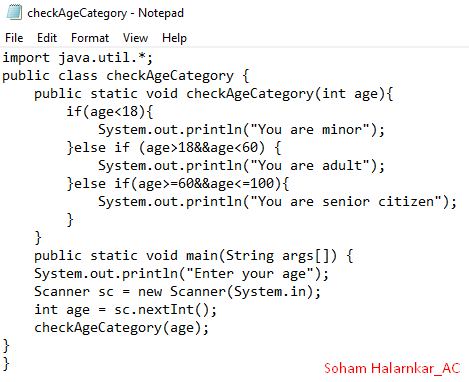 checkAgeCategory - Notepad
File Edit Format View Help
import java.util.*;
public class checkAgeCategory {
    public static void checkAgeCategory(int age){
        if(age<18){
            System.out.println("You are minor");
        }else if (age>18&&age<60) {
            System.out.println("You are adult");
        }else if(age>=60&&age<=100){
            System.out.println("You are senior citizen");
        }
    }
    public static void main(String args[]) {
    System.out.println("Enter your age");
    Scanner sc = new Scanner(System.in);
    int age = sc.nextInt();
    checkAgeCategory(age);
}
}
Soham Halarnkar_AC